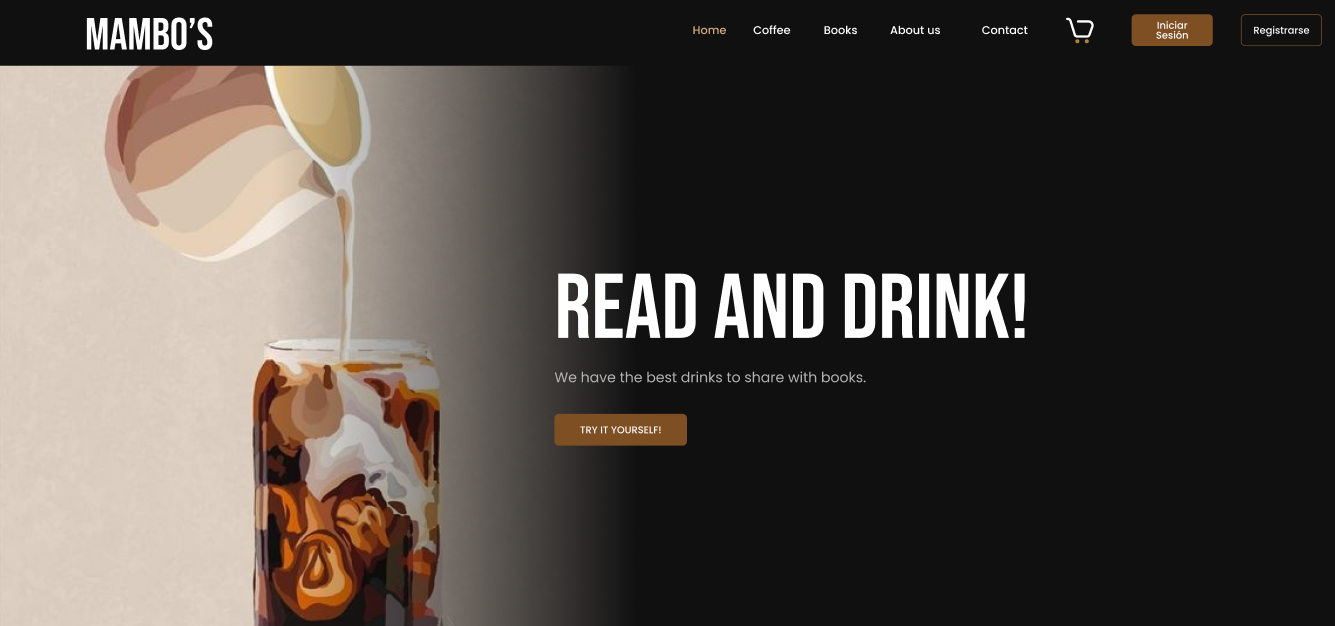 MAMBO'S
Home
Coffee
Books
About us
Contact
Iniciar
Sesión
Registrarse
READ AND DRINK!
We have the best drinks to share with books.
TRY IT YOURSELF!